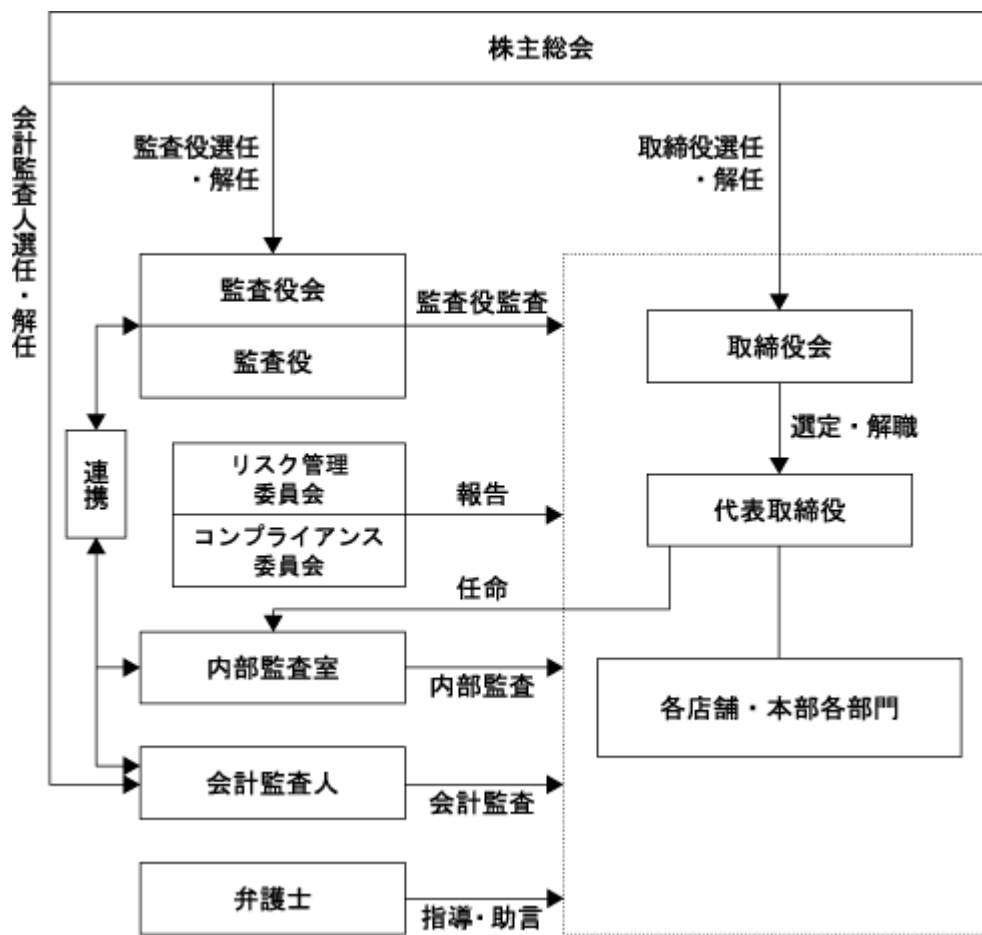 株主総会
会計監査人選任・解任
監査役選任
・解任
取締役選任
・解任
監査役会
監査役監査
取締役会
監査役
選定・解職
連携
リスク管理
委員会
報告
代表取締役
コンプライアンス
委員会
任命
内部監査室
内部監査
各店舗・本部各部門
会計監査人
会計監査
弁護士
指導・助言